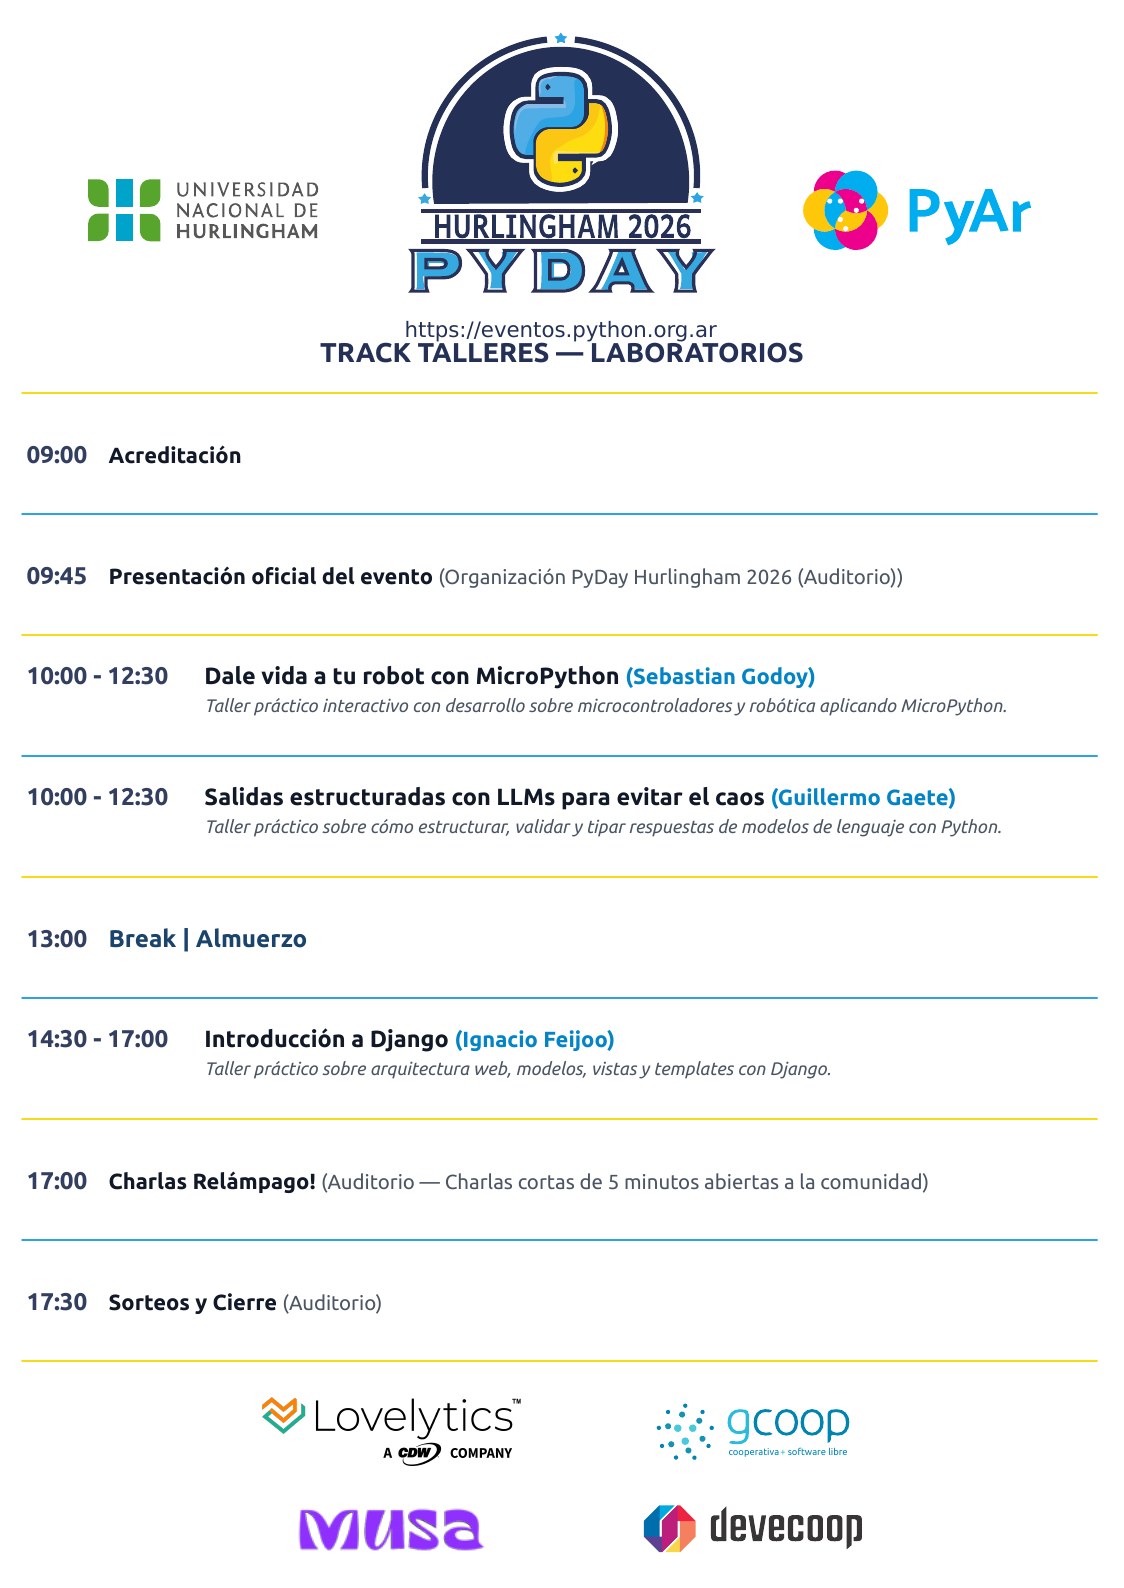 UNIVERSIDAD
NACIONAL DE
HURLINGHAM
HURLINGHAM 2026
PYDAY
PyAr
https://eventos.python.org.ar
TRACK TALLERES — LABORATORIOS
09:00 Acreditación
09:45 Presentación oficial del evento (Organización PyDay Hurlingham 2026 (Auditorio))
10:00 - 12:30 Dale vida a tu robot con MicroPython (Sebastian Godoy)
Taller práctico interactivo con desarrollo sobre microcontroladores y robótica aplicando MicroPython.
10:00 - 12:30 Salidas estructuradas con LLMs para evitar el caos (Guillermo Gaete)
Taller práctico sobre cómo estructurar, validar y tipar respuestas de modelos de lenguaje con Python.
13:00 Break | Almuerzo
14:30 - 17:00 Introducción a Django (Ignacio Feijoo)
Taller práctico sobre arquitectura web, modelos, vistas y templates con Django.
17:00 Charlas Relámpago! (Auditorio — Charlas cortas de 5 minutos abiertas a la comunidad)
17:30 Sorteos y Cierre (Auditorio)
Lovelytics™
A CDW COMPANY
gcoop
cooperativa - software libre
MUSA
devecoop